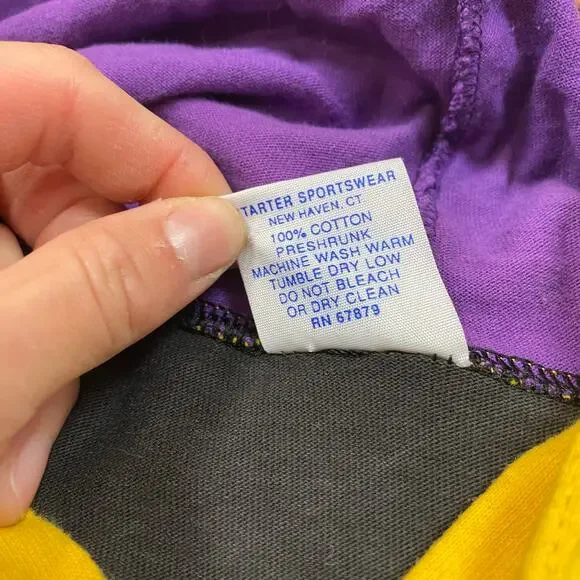 TARTER SPORTSWEAR
NEW HAVEN, CT
100% COTTON
PRESHRUNK
MACHINE WASH WARM
TUMBLE DRY LOW
DO NOT BLEACH
OR DRY CLEAN
RN 67879